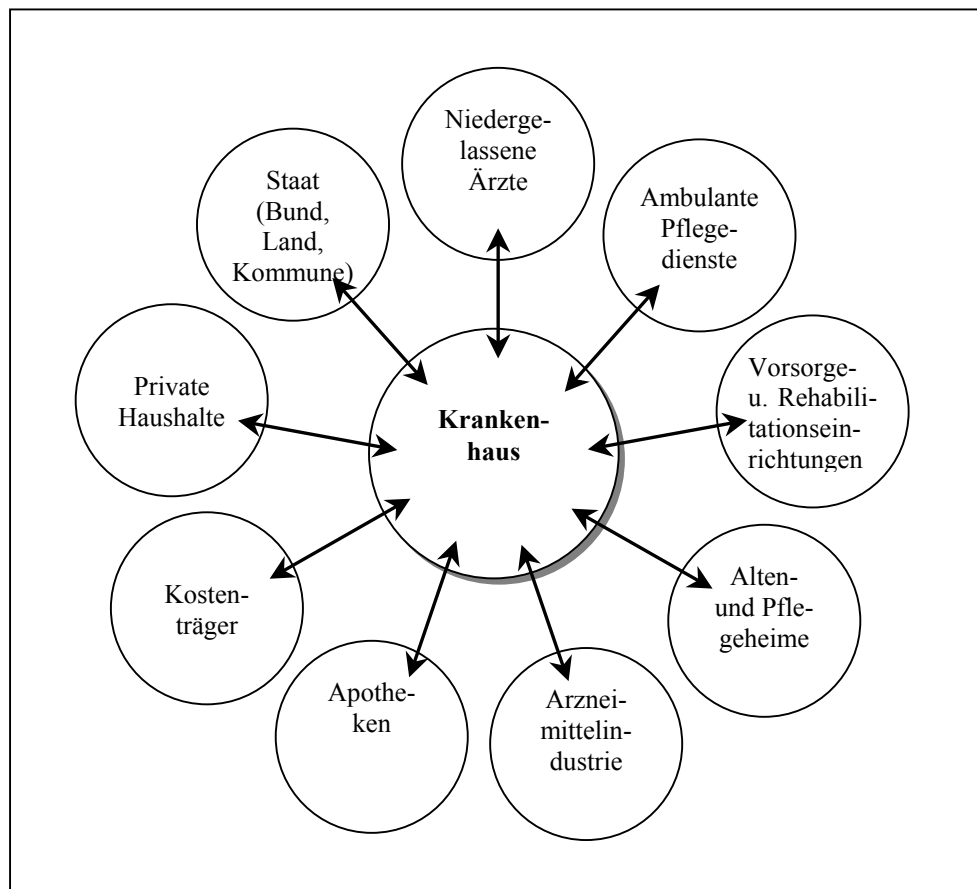 Niederge-
lassene
Ärzte
Staat
(Bund,
Land,
Kommune)
Ambulante
Pflege-
dienste
Private
Haushalte
Kranken-
haus
Vorsorge-
u. Rehabili-
tationsein-
richtungen
Kosten-
träger
Alten-
und Pfle-
geheime
Apothe-
ken
Arznei-
mittelin-
dustrie